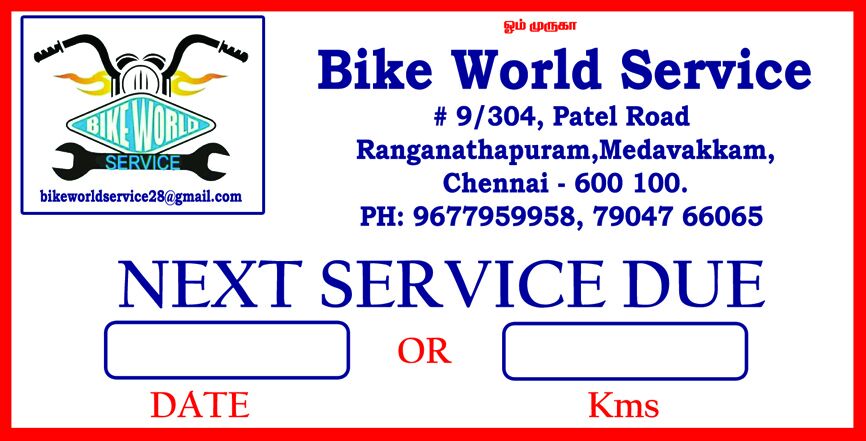 ஓம் முருகா
BIKE WORLD
SERVICE
bikeworldservice28@gmail.com
Bike World Service
# 9/304, Patel Road
Ranganathapuram,Medavakkam,
Chennai - 600 100.
PH: 9677959958, 79047 66065
NEXT SERVICE DUE
OR
DATE
Kms